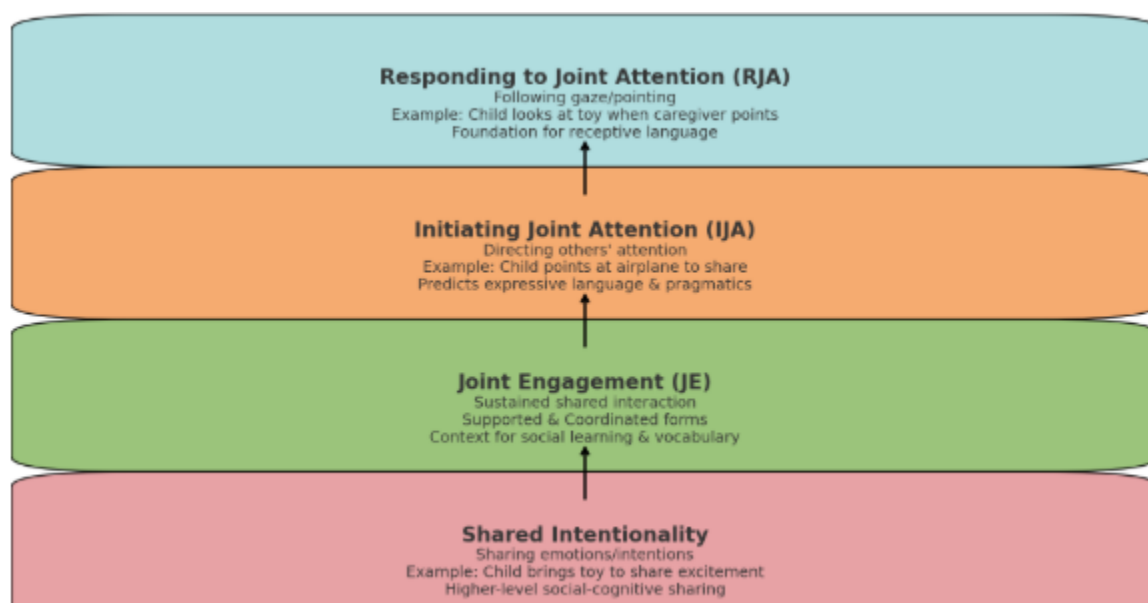 Responding to Joint Attention (RJA)
Following gaze/pointing
Example: Child looks at toy when caregiver points
Foundation for receptive language
Initiating Joint Attention (IJA)
Directing others' attention
Example: Child points at airplane to share
Predicts expressive language & pragmatics
Joint Engagement (JE)
Sustained shared interaction
Supported & Coordinated forms
Context for social learning & vocabulary
Shared Intentionality
Sharing emotions/intentions
Example: Child brings toy to share excitement
Higher-level social-cognitive sharing